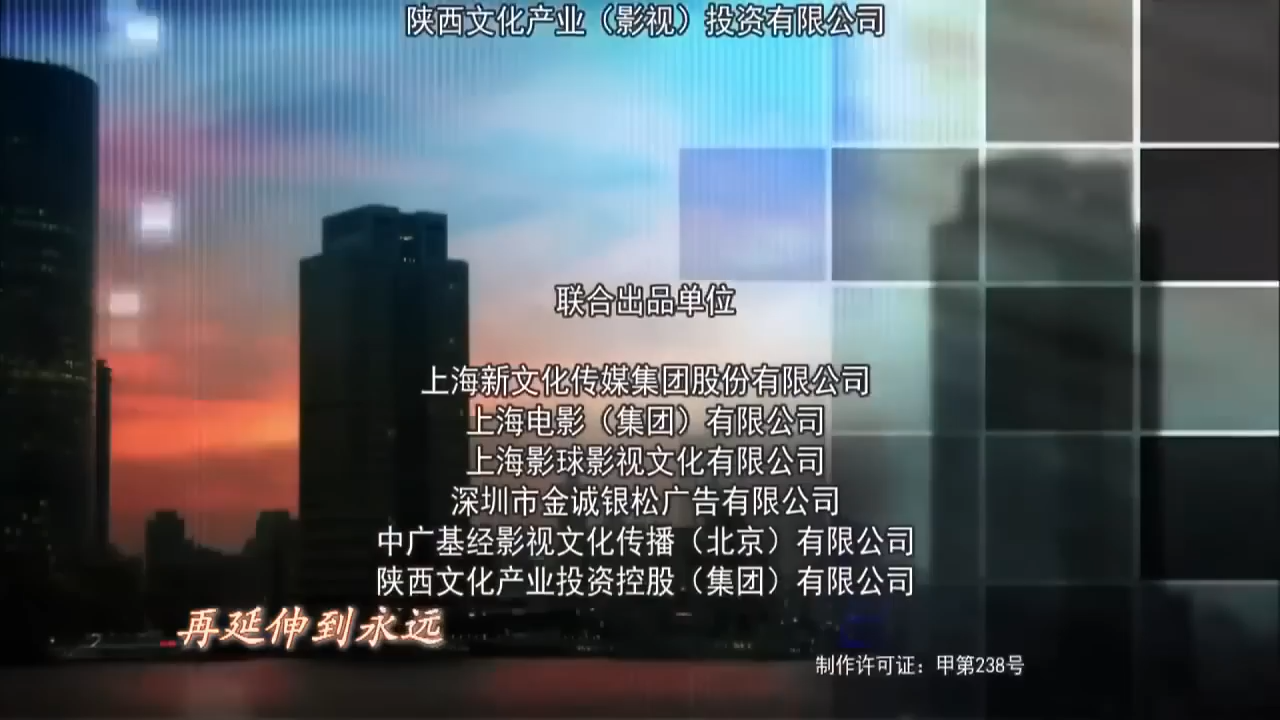 陕西文化产业（影视）投资有限公司
联合出品单位
上海新文化传媒集团股份有限公司
上海电影（集团）有限公司
上海影球影视文化有限公司
深圳市金诚银松广告有限公司
中广基经影视文化传播（北京）有限公司
陕西文化产业投资控股（集团）有限公司
再延伸到永远
制作许可证：甲第238号